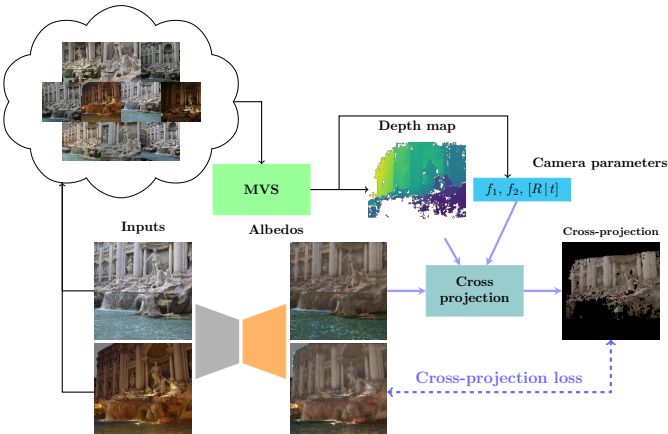 Depth map
Camera parameters
MVS
f₁, f₂, [R | t]
Inputs
Albedos
Cross-projection
Cross
projection
Cross-projection loss